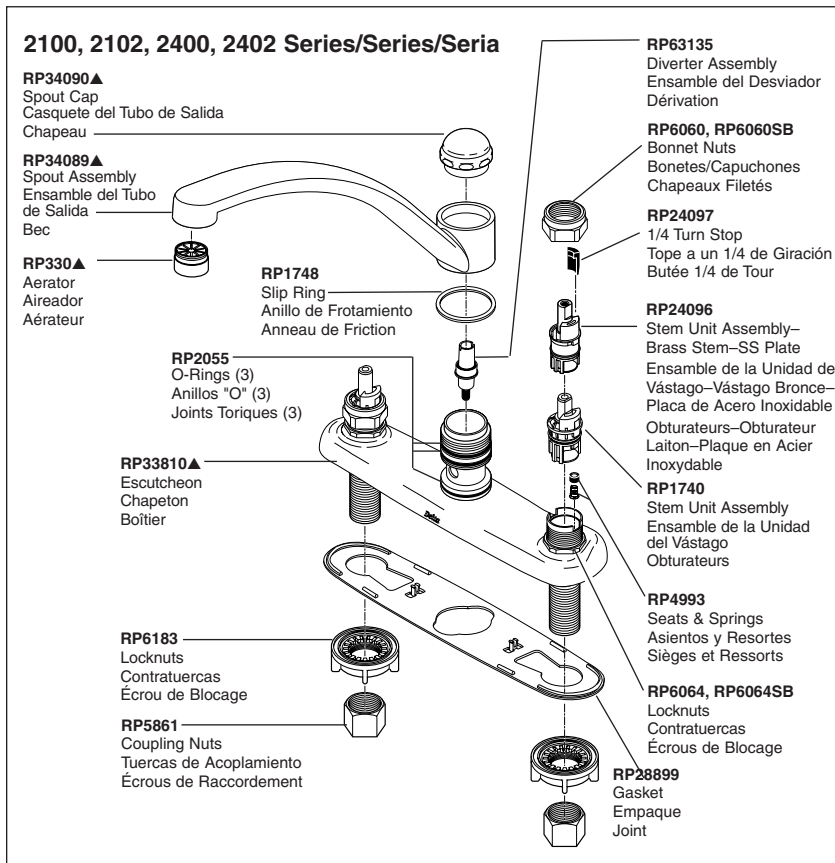 2100, 2102, 2400, 2402 Series/Series/Seria
RP34090▲
Spout Cap
Casquete del Tubo de Salida
Chapeau
RP34089▲
Spout Assembly
Ensamble del Tubo
de Salida
Bec
RP330▲
Aerator
Aireador
Aérateur
RP1748
Slip Ring
Anillo de Frotamiento
Anneau de Friction
RP2055
O-Rings (3)
Anillos "O" (3)
Joints Toriques (3)
RP33810▲
Escutcheon
Chapeton
Boîtier
Delta
RP6183
Locknuts
Contratuercas
Écrou de Blocage
RP5861
Coupling Nuts
Tuercas de Acoplamiento
Écrous de Raccordement
RP63135
Diverter Assembly
Ensamble del Desviador
Dérivation
RP6060, RP6060SB
Bonnet Nuts
Bonetes/Capuchones
Chapeaux Filetés
RP24097
1/4 Turn Stop
Tope a un 1/4 de Giración
Butée 1/4 de Tour
RP24096
Stem Unit Assembly–
Brass Stem–SS Plate
Ensamble de la Unidad de
Vástago–Vástago Bronce–
Placa de Acero Inoxidable
Obturateurs–Obturateur
Laiton–Plaque en Acier
Inoxydable
RP1740
Stem Unit Assembly
Ensamble de la Unidad
del Vástago
Obturateurs
RP4993
Seats & Springs
Asientos y Resortes
Sièges et Ressorts
RP6064, RP6064SB
Locknuts
Contratuercas
Écrous de Blocage
RP28899
Gasket
Empaque
Joint